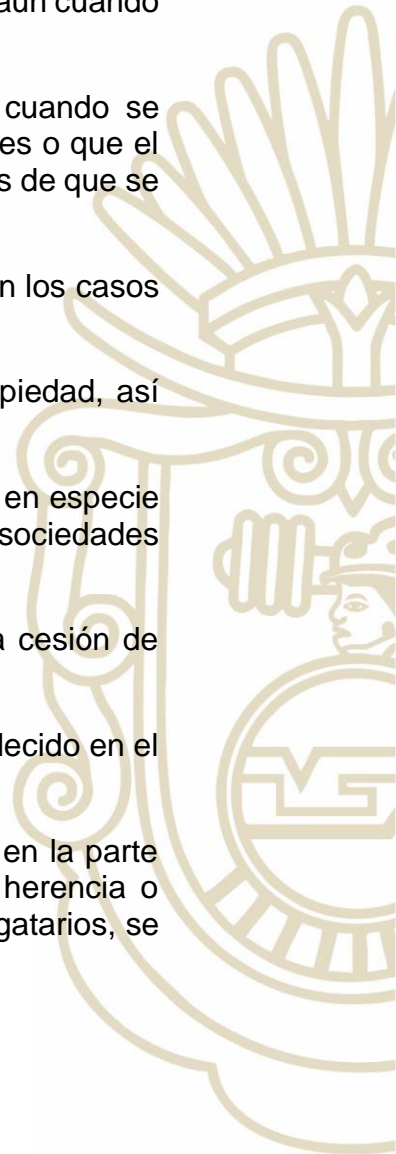 aun cuando
cuando se
es o que el
s de que se
n los casos
piedad, así
en especie
sociedades
a cesión de
lecido en el
en la parte
herencia o
gatarios, se